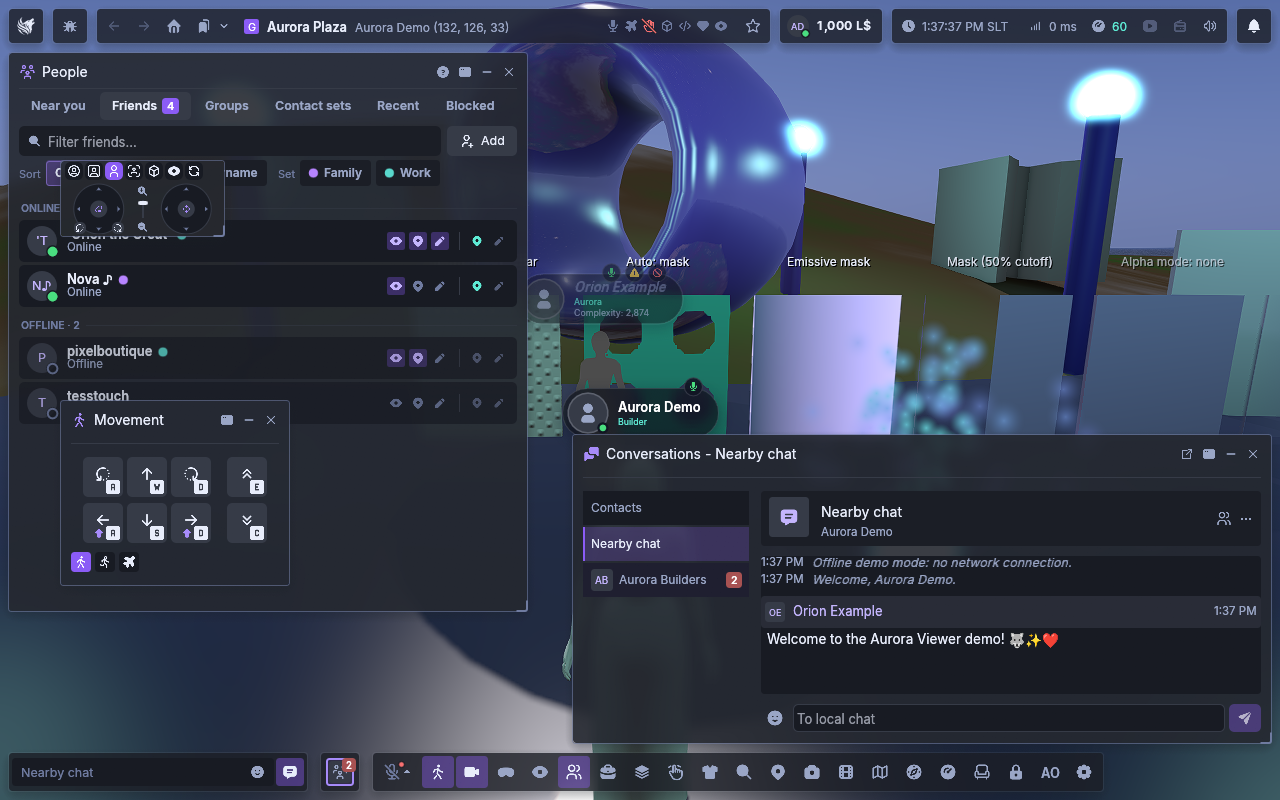 G Aurora Plaza Aurora Demo (132, 126, 33)
AD 1,000 L$
1:37:37 PM SLT 0 ms 60
People
Near you Friends 4 Groups Contact sets Recent Blocked
Filter friends...
Add
Sort name Set Family Work
ONLINE
'T' Orion the Great
Online
N♪ Nova ♪
Online
OFFLINE · 2
P pixelboutique
Offline
T tesstouch
Movement
A W D E
A S D C
Auto: mask
Emissive mask
Mask (50% cutoff)
Alpha mode: none
Orion Example
Aurora
Complexity: 2,874
Aurora Demo
Builder
Conversations - Nearby chat
Contacts
Nearby chat
AB Aurora Builders 2
Nearby chat
Aurora Demo
1:37 PM Offline demo mode: no network connection.
1:37 PM Welcome, Aurora Demo.
OE Orion Example 1:37 PM
Welcome to the Aurora Viewer demo! 🐺✨❤️
To local chat
Nearby chat
2
AO